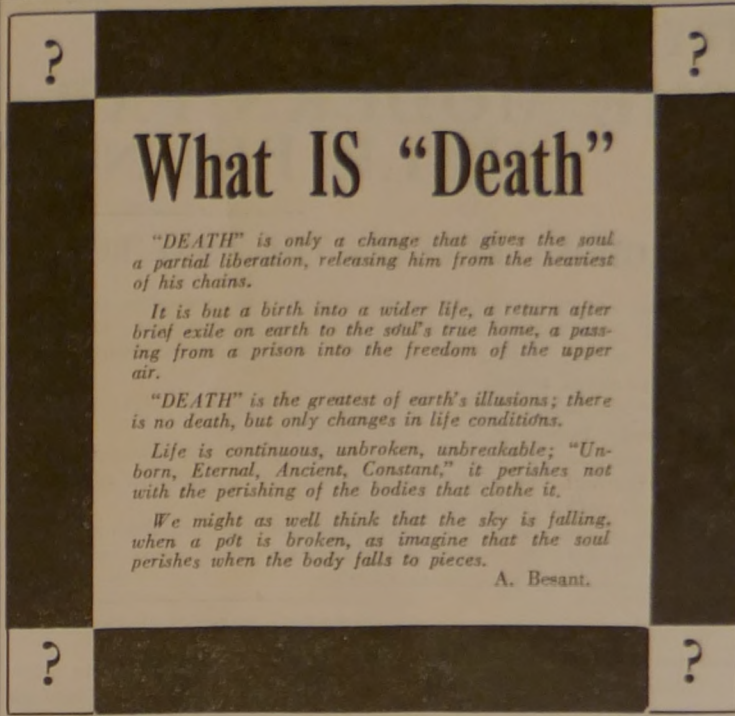 ? ?
What IS “Death”
“DEATH” is only a change that gives the soul
a partial liberation, releasing him from the heaviest
of his chains.
It is but a birth into a wider life, a return after
brief exile on earth to the soul's true home, a pass-
ing from a prison into the freedom of the upper
air.
“DEATH” is the greatest of earth's illusions; there
is no death, but only changes in life conditions.
Life is continuous, unbroken, unbreakable; “Un-
born, Eternal, Ancient, Constant,” it perishes not
with the perishing of the bodies that clothe it.
We might as well think that the sky is falling,
when a pot is broken, as imagine that the soul
perishes when the body falls to pieces.
A. Besant.
? ?